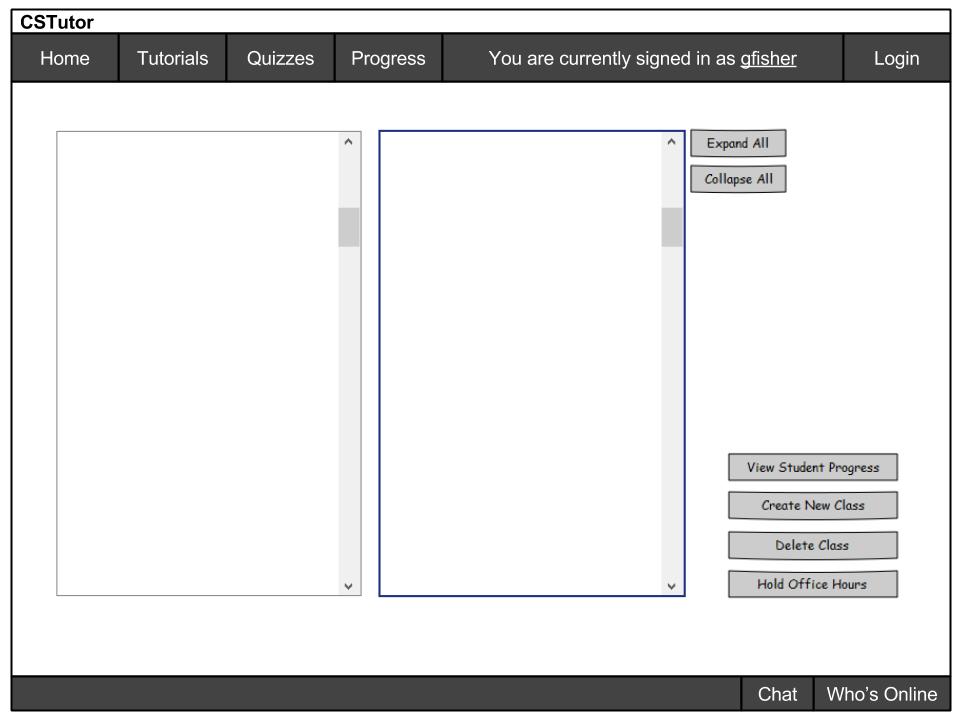 CSTutor
Home Tutorials Quizzes Progress You are currently signed in as gfisher Login
Expand All
Collapse All
View Student Progress
Create New Class
Delete Class
Hold Office Hours
Chat Who's Online